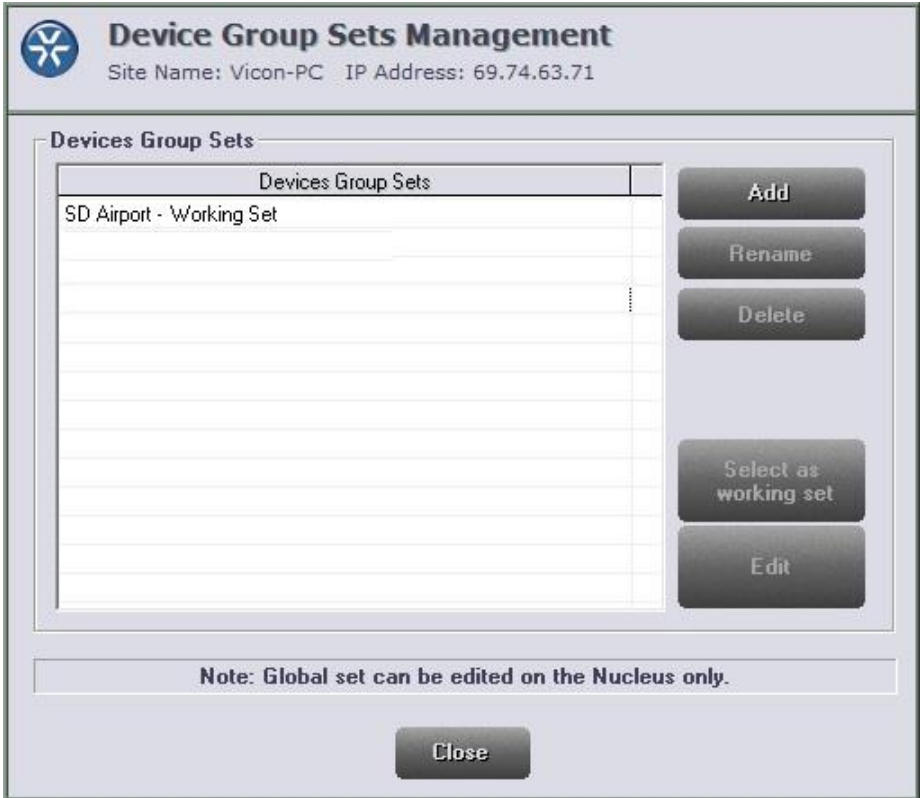 Device Group Sets Management
Site Name: Vicon-PC IP Address: 69.74.63.71
Devices Group Sets
Devices Group Sets
SD Airport - Working Set
Add
Rename
Delete
Select as
working set
Edit
Note: Global set can be edited on the Nucleus only.
Close